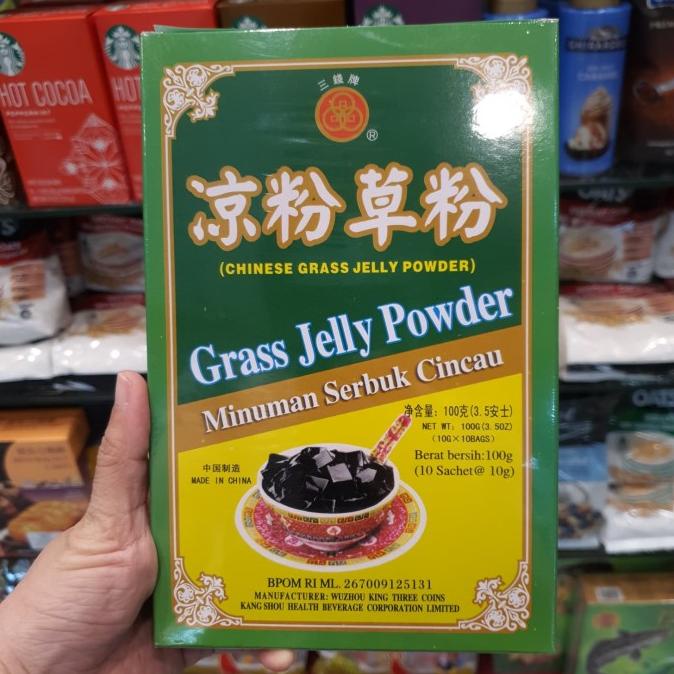 HOT COCOA
PEPPERMINT
HOT
GHIRARDELLI
三錢牌
®
凉粉草粉
(CHINESE GRASS JELLY POWDER)
Grass Jelly Powder
Minuman Serbuk Cincau
净含量: 100克(3.5安士)
NET WT: 100G(3.5OZ)
(10G×10BAGS)
Berat bersih:100g
(10 Sachet@ 10g)
中国制造
MADE IN CHINA
BPOM RI ML. 267009125131
MANUFACTURER: WUZHOU KING THREE COINS
KANG SHOU HEALTH BEVERAGE CORPORATION LIMITED